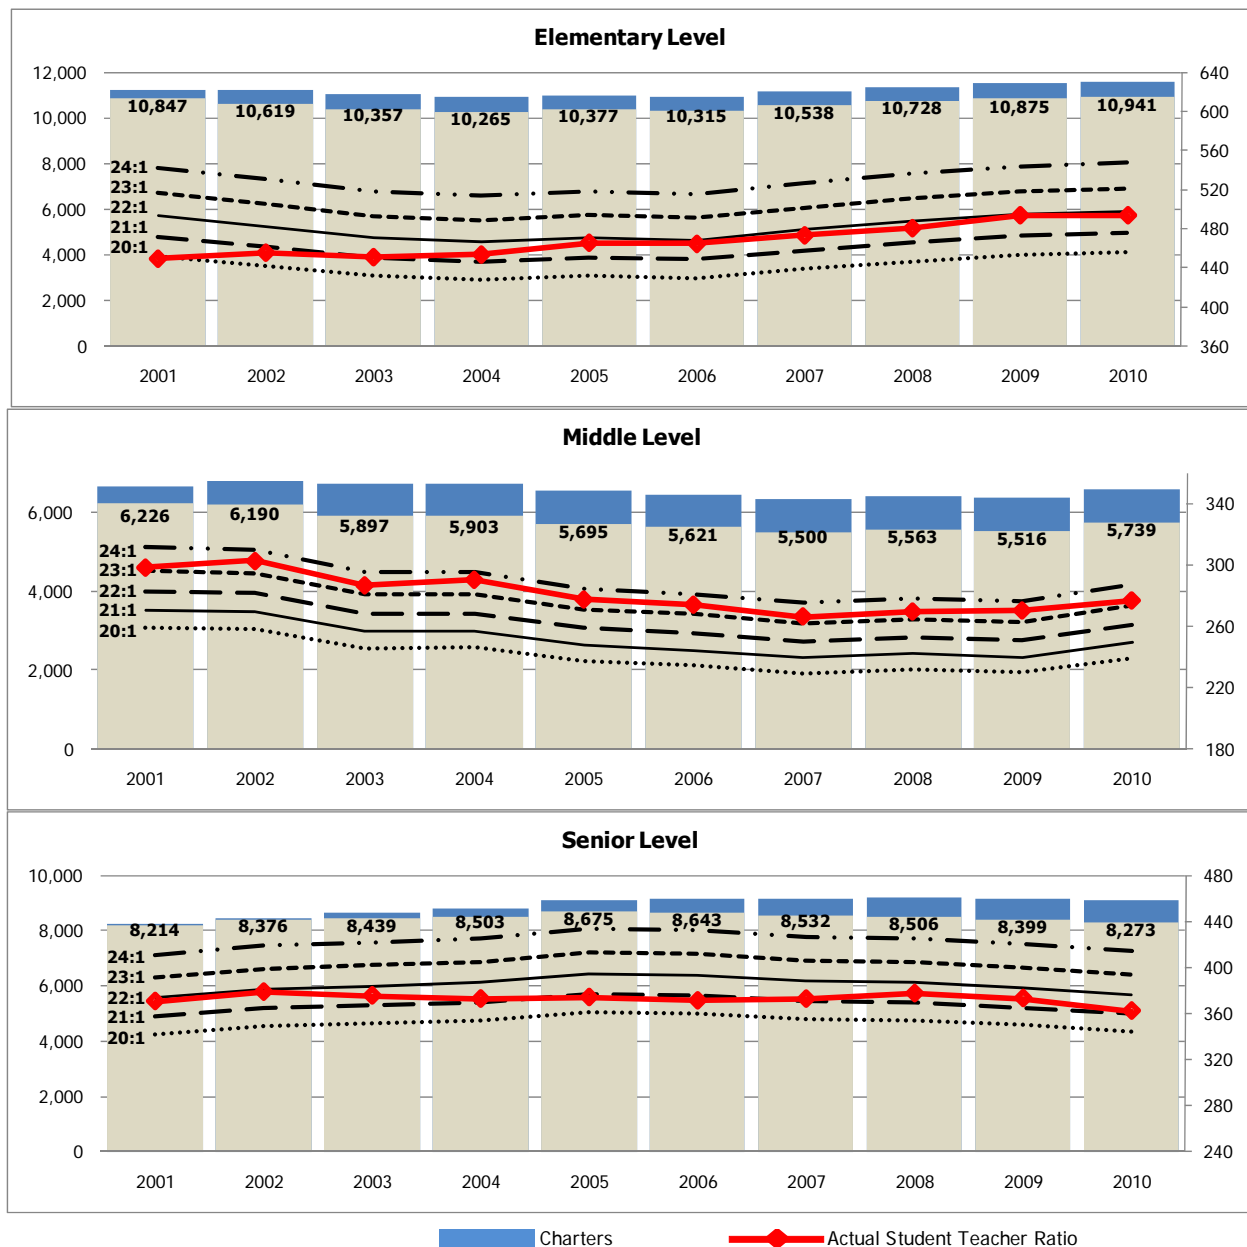 Elementary Level
12,000 640
10,847 10,619 10,357 10,265 10,377 10,315 10,538 10,728 10,875 10,941
10,000 600
8,000 24:1 560
23:1 520
6,000 22:1 480
21:1
4,000 20:1 440
2,000 400
0 360
2001 2002 2003 2004 2005 2006 2007 2008 2009 2010
Middle Level
340
6,000 6,226 6,190 5,897 5,903 5,695 5,621 5,500 5,563 5,516 5,739
24:1 300
23:1
4,000 22:1
21:1 260
20:1
2,000 220
0 180
2001 2002 2003 2004 2005 2006 2007 2008 2009 2010
Senior Level
10,000 480
8,000 8,214 8,376 8,439 8,503 8,675 8,643 8,532 8,506 8,399 8,273 440
24:1
23:1 400
6,000 22:1
21:1 360
4,000 20:1 320
2,000 280
0 240
2001 2002 2003 2004 2005 2006 2007 2008 2009 2010
Charters Actual Student Teacher Ratio